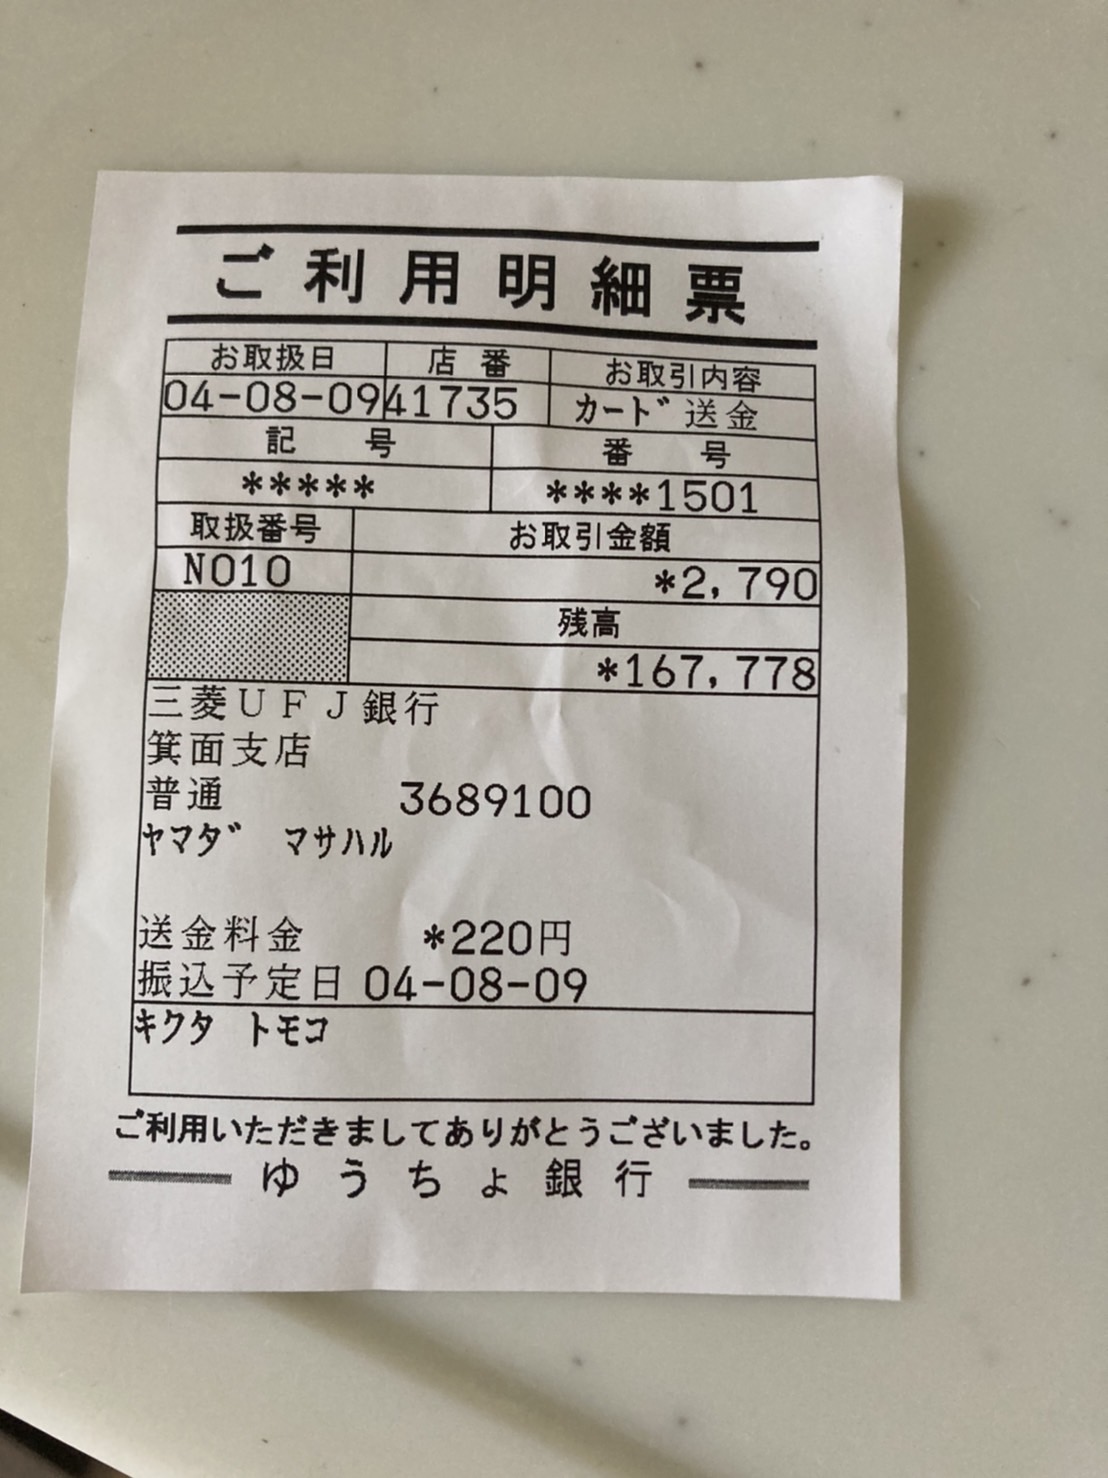 ご利用明細票
お取扱日 店番 お取引内容
04-08-09 41735 カード送金
記号 番号
***** ****1501
取扱番号 お取引金額
N010 *2,790
残高
*167,778
三菱UFJ銀行
箕面支店
普通 3689100
ヤマダ マサハル
送金料金 *220円
振込予定日 04-08-09
キクタ トモコ
ご利用いただきましてありがとうございました。
ゆうちょ銀行